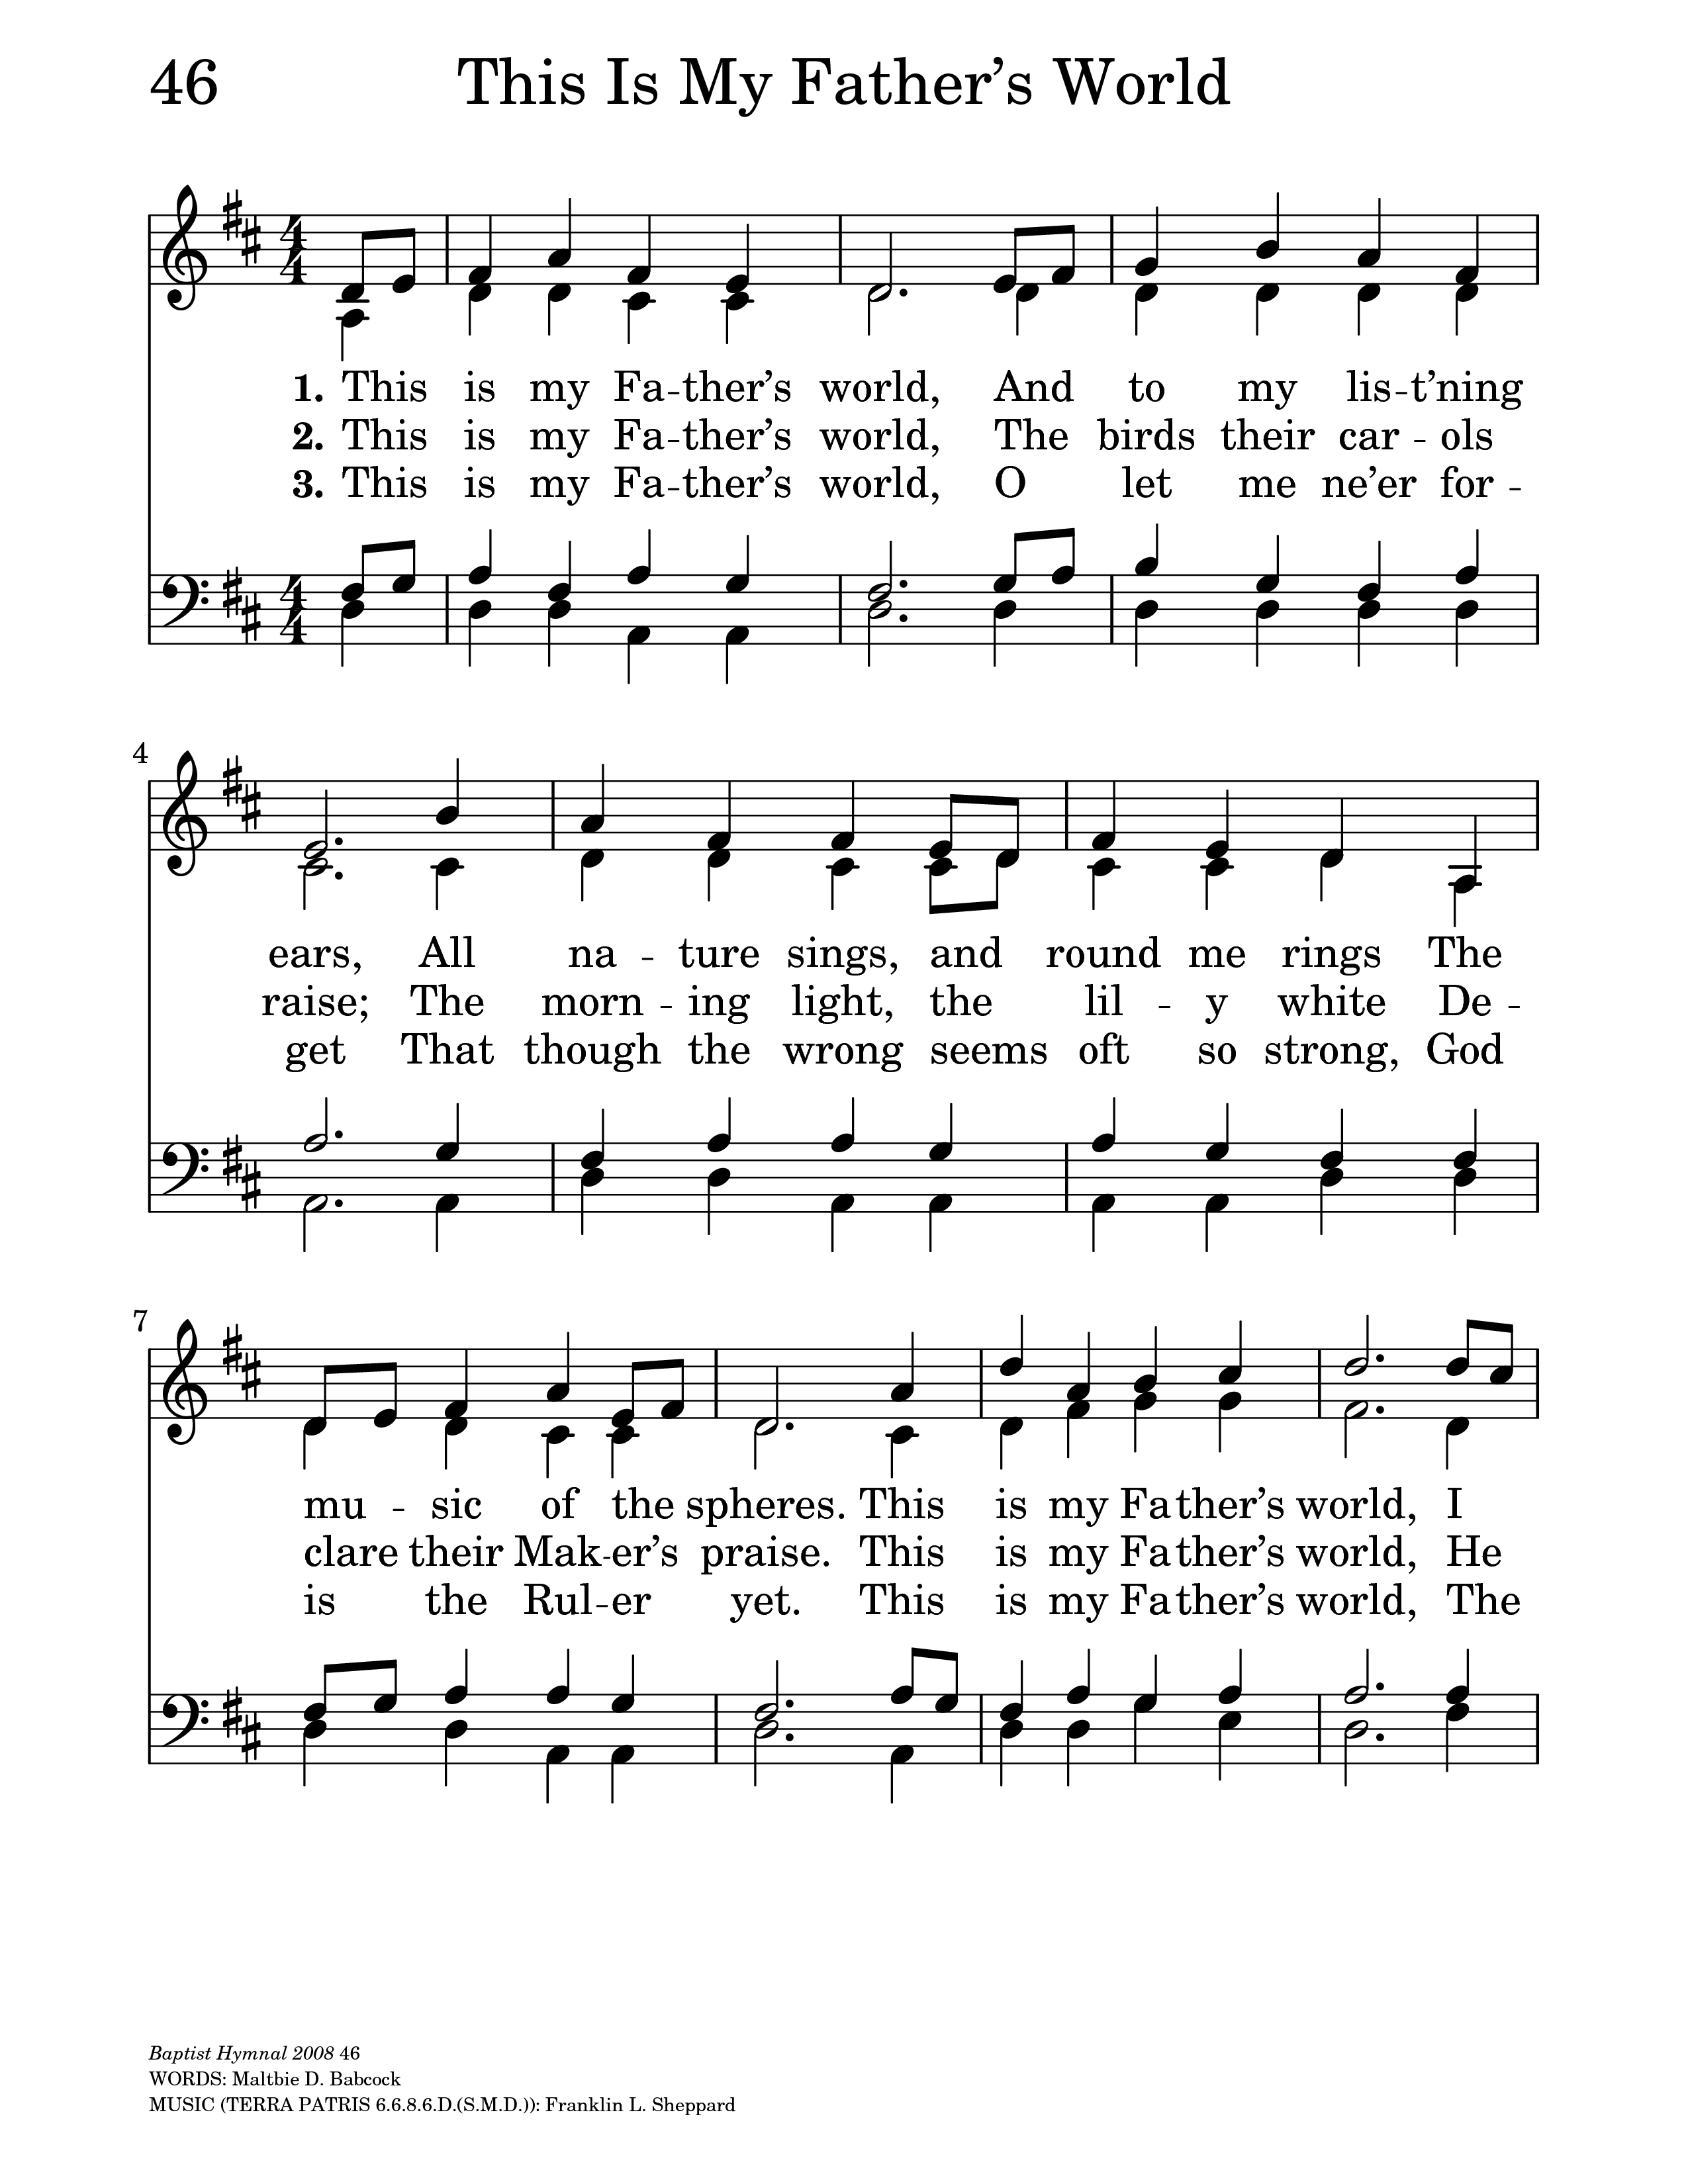 46 This Is My Father’s World
1. This is my Fa -- ther’s world, And to my lis -- t’ning
2. This is my Fa -- ther’s world, The birds their car -- ols
3. This is my Fa -- ther’s world, O let me ne’er for --
4
ears, All na -- ture sings, and round me rings The
raise; The morn -- ing light, the lil -- y white De --
get That though the wrong seems oft so strong, God
7
mu -- sic of the spheres. This is my Father’s world, I
clare their Mak -- er’s praise. This is my Father’s world, He
is the Rul -- er yet. This is my Father’s world, The
Baptist Hymnal 2008 46
WORDS: Maltbie D. Babcock
MUSIC (TERRA PATRIS 6.6.8.6.D.(S.M.D.)): Franklin L. Sheppard